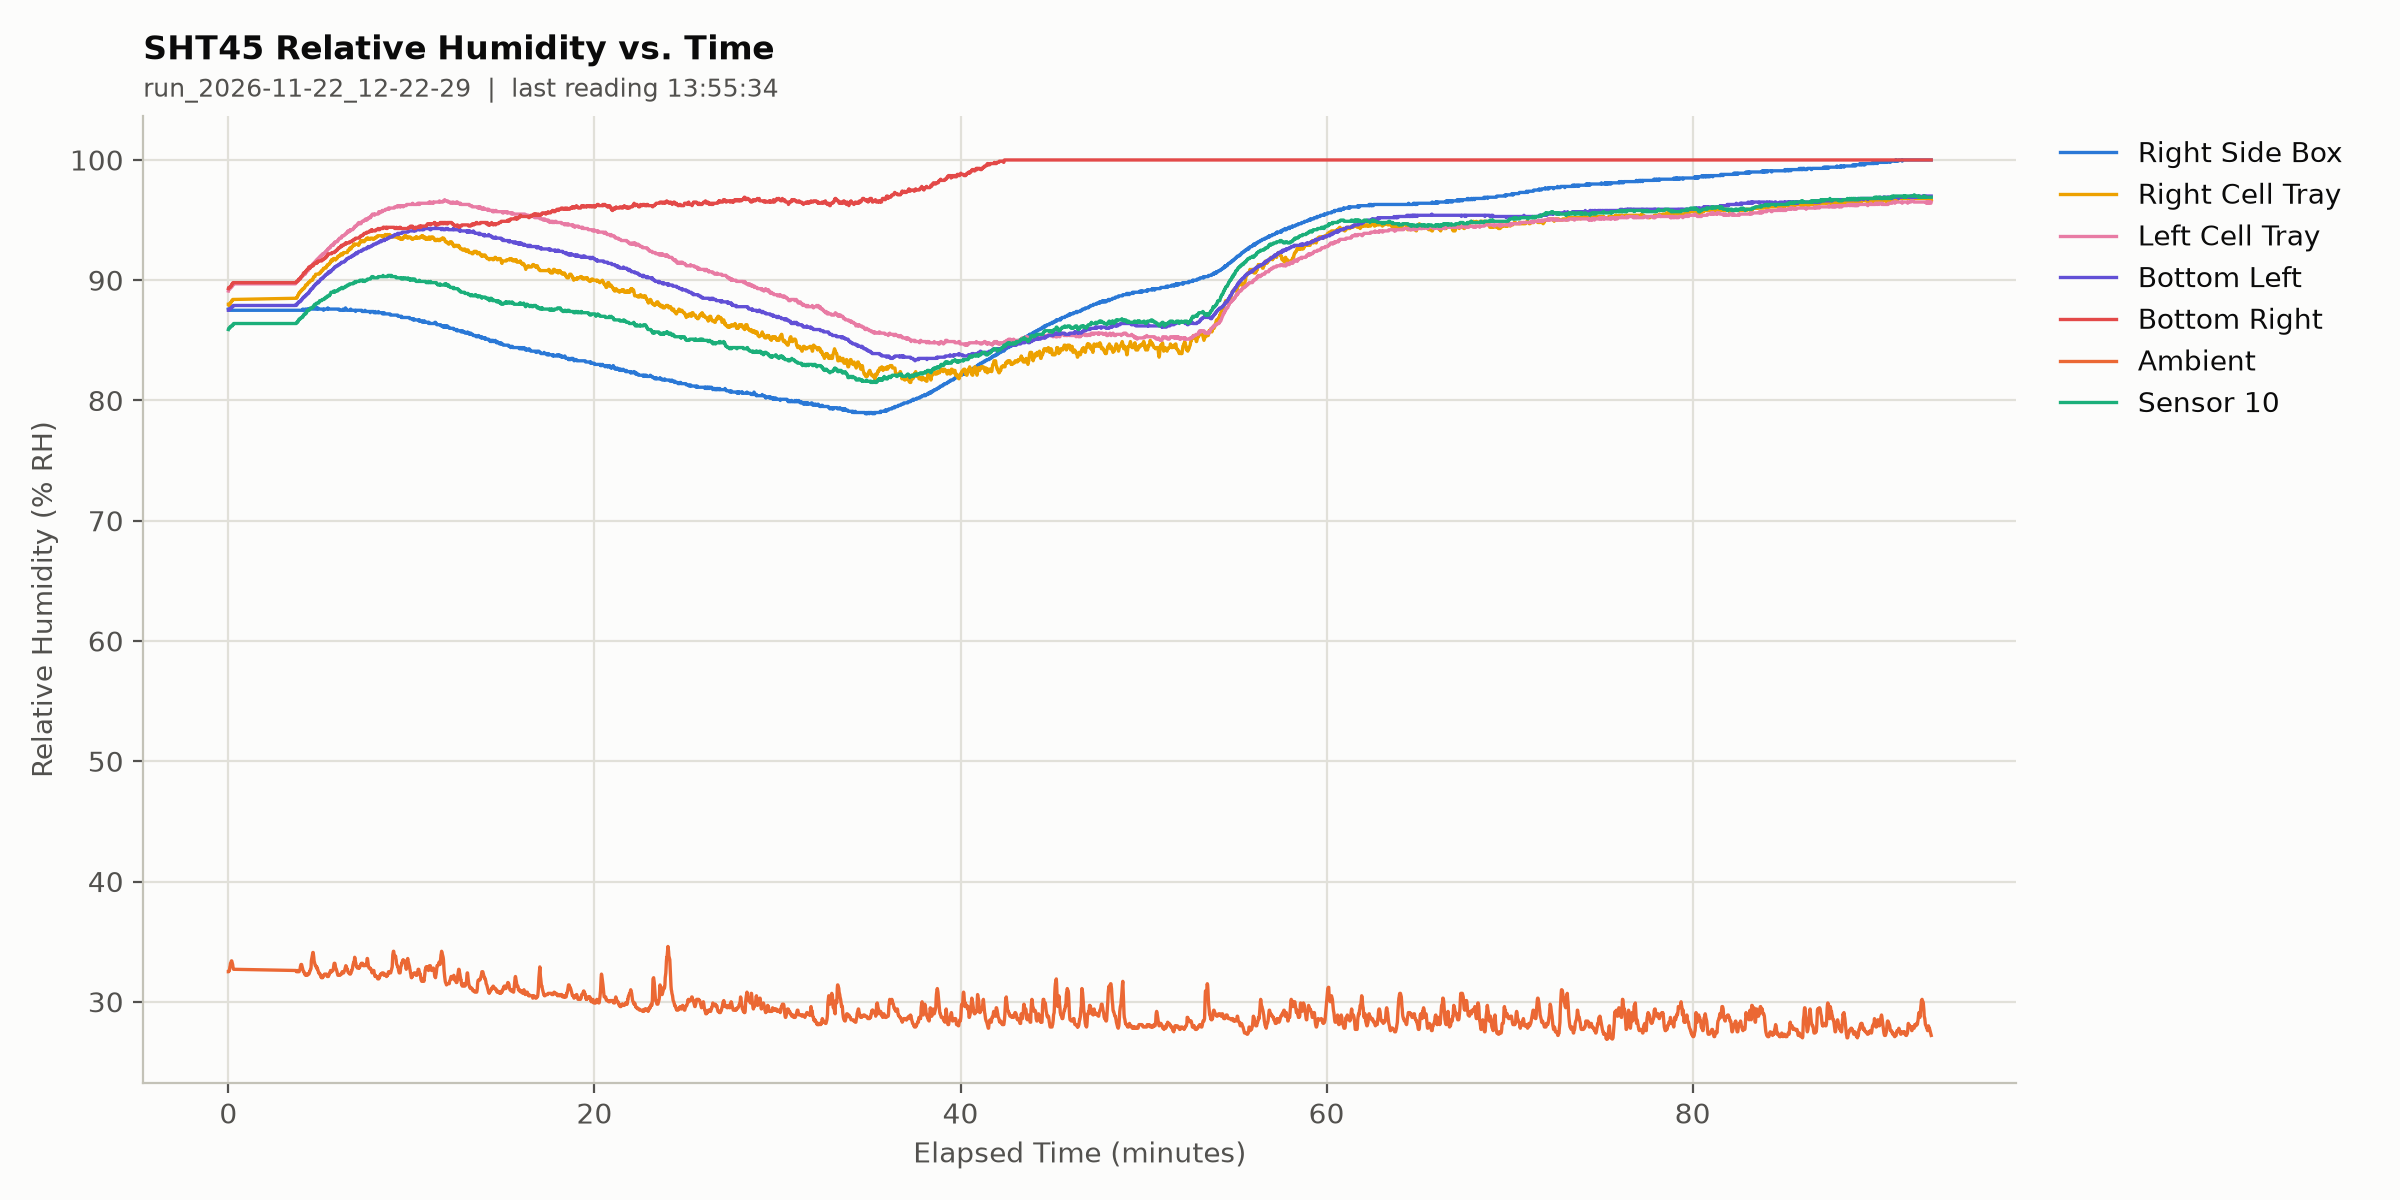 SHT45 Relative Humidity vs. Time
run_2026-11-22_12-22-29 | last reading 13:55:34
Relative Humidity (% RH)
100
90
80
70
60
50
40
30
0 20 40 60 80
Elapsed Time (minutes)
Right Side Box
Right Cell Tray
Left Cell Tray
Bottom Left
Bottom Right
Ambient
Sensor 10